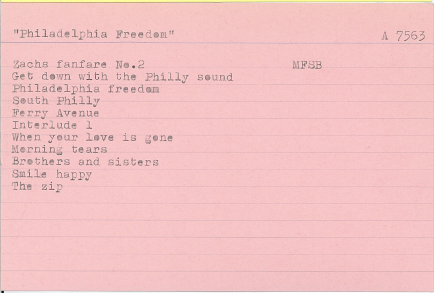 "Philadelphia Freedom" A 7563
Zachs fanfare No.2 MFSB
Get down with the Philly sound
Philadelphia freedom
South Philly
Ferry Avenue
Interlude 1
When your love is gone
Morning tears
Brothers and sisters
Smile happy
The zip